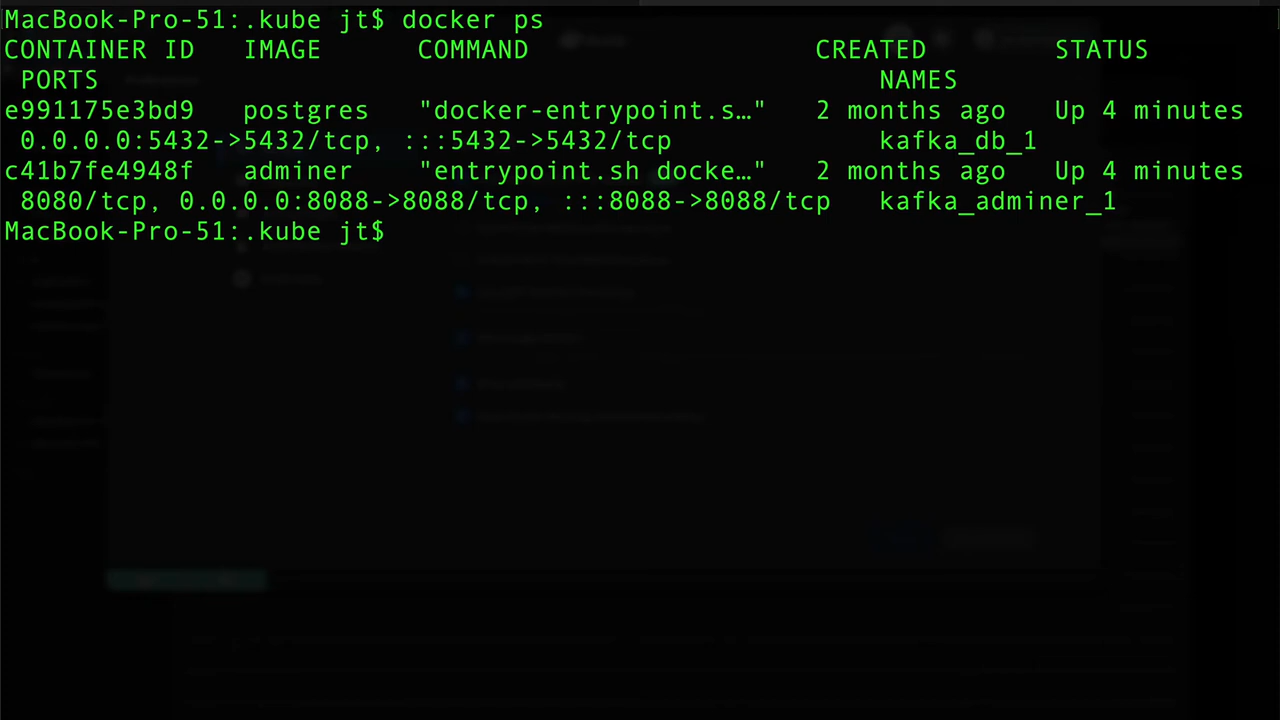 MacBook-Pro-51:.kube jt$ docker ps
CONTAINER ID   IMAGE      COMMAND                  CREATED        STATUS
 PORTS                                                  NAMES
e991175e3bd9   postgres   "docker-entrypoint.s…"   2 months ago   Up 4 minutes
 0.0.0.0:5432->5432/tcp, :::5432->5432/tcp             kafka_db_1
c41b7fe4948f   adminer    "entrypoint.sh docke…"   2 months ago   Up 4 minutes
 8080/tcp, 0.0.0.0:8088->8088/tcp, :::8088->8088/tcp   kafka_adminer_1
MacBook-Pro-51:.kube jt$